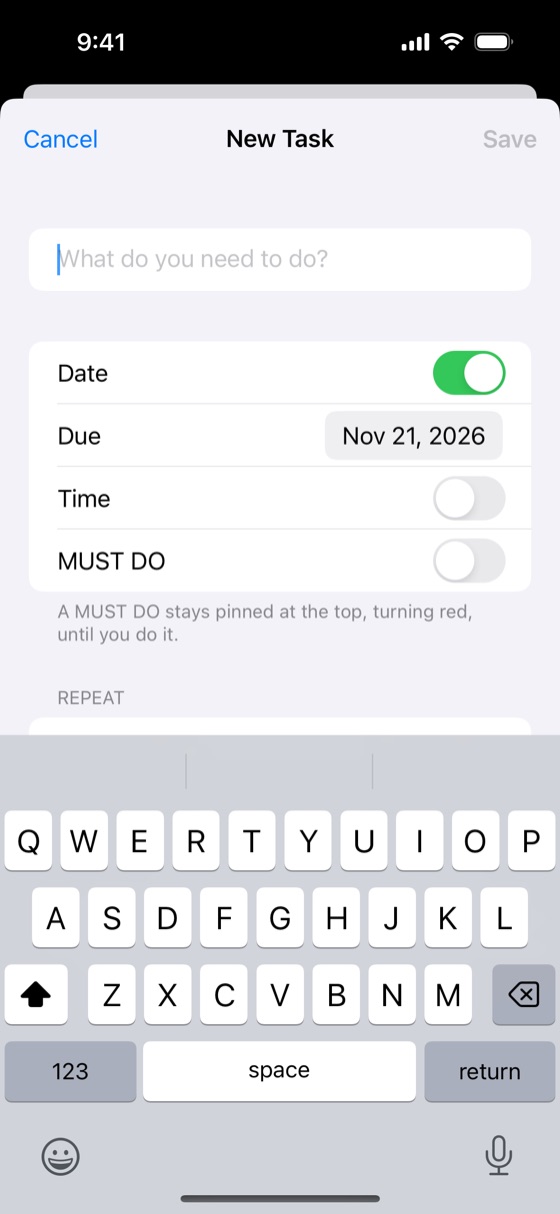 9:41
Cancel
New Task
Save
What do you need to do?
Date
Due
Nov 21, 2026
Time
MUST DO
A MUST DO stays pinned at the top, turning red,
until you do it.
REPEAT
Q W E R T Y U I O P
A S D F G H J K L
Z X C V B N M
123
space
return